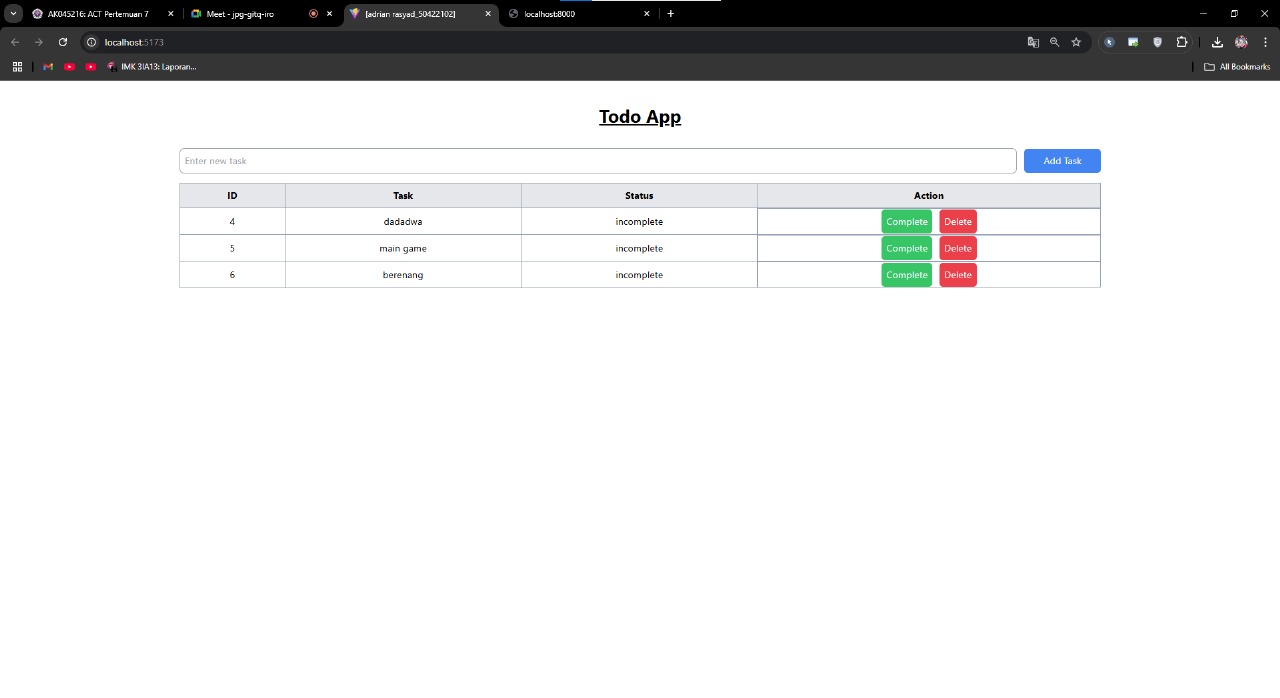 AK045216: ACT Pertemuan 7
Meet - jpg-gitq-iro
[adrian rasyad_50422102]
localhost:8000
localhost:5173
IMK 3IA13: Laporan...
All Bookmarks
Todo App
Enter new task
Add Task
ID Task Status Action
4 dadadwa incomplete Complete Delete
5 main game incomplete Complete Delete
6 berenang incomplete Complete Delete